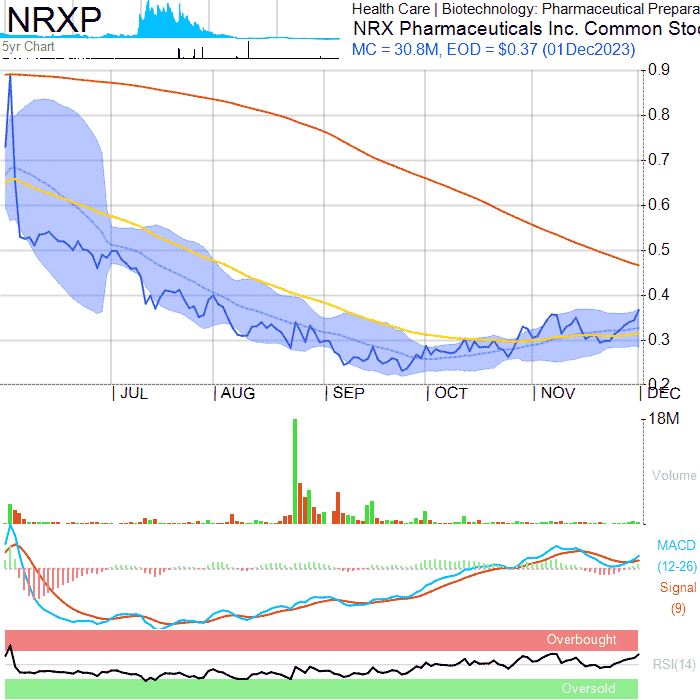 NRXP
5yr Chart
Health Care | Biotechnology: Pharmaceutical Prepara
NRX Pharmaceuticals Inc. Common Sto
MC = 30.8M, EOD = $0.37 (01Dec2023)
0.9
0.8
0.7
0.6
0.5
0.4
0.3
0.2
JUL AUG SEP OCT NOV DEC
18M
Volume
MACD
(12-26)
Signal
(9)
Overbought
RSI(14)
Oversold